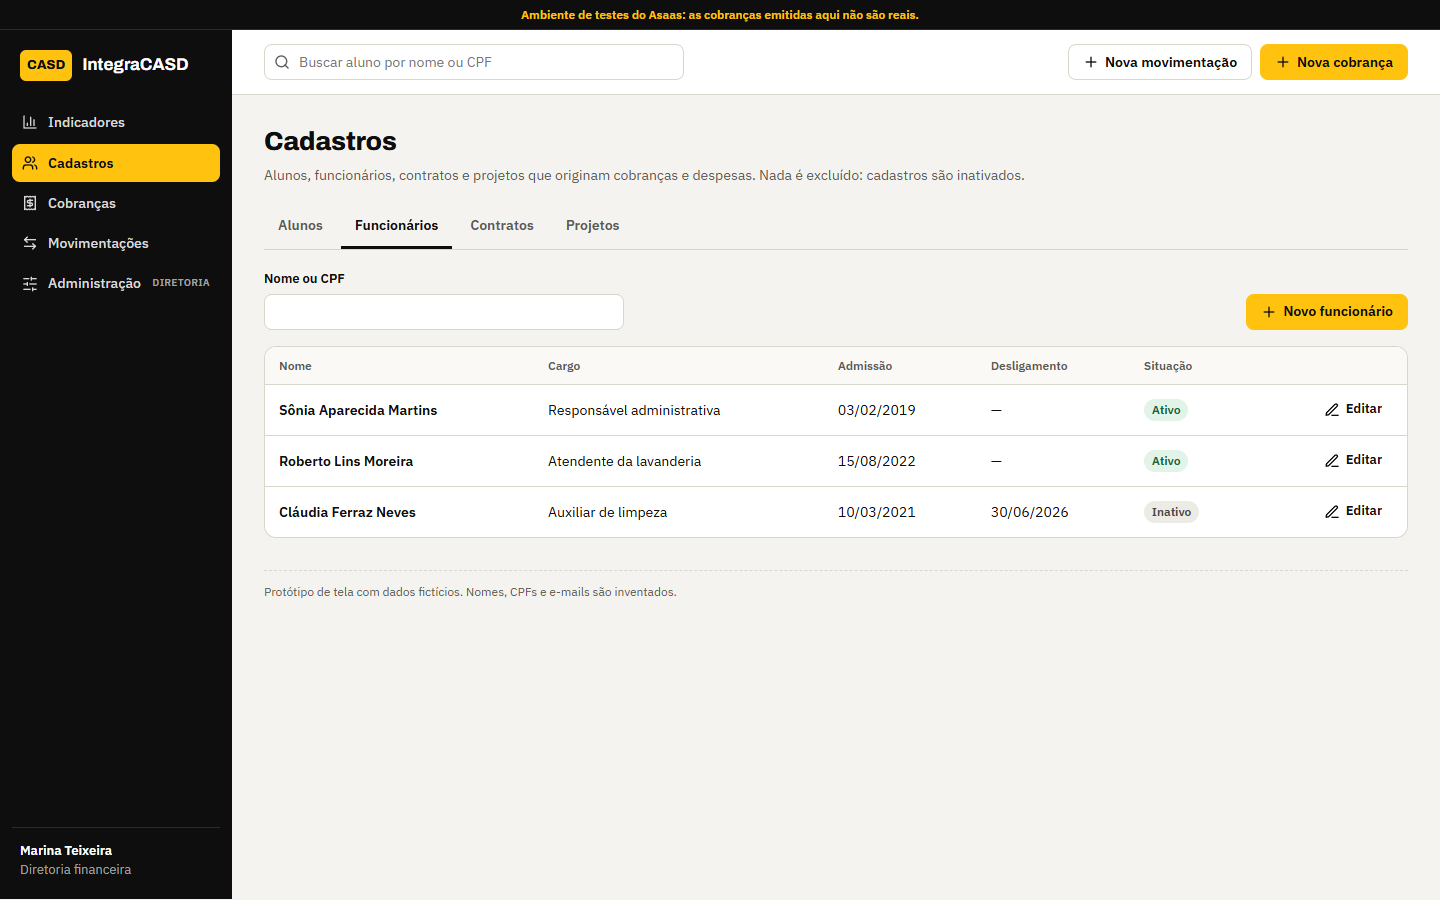 Ambiente de testes do Asaas: as cobranças emitidas aqui não são reais.
CASD IntegraCASD
Indicadores
Cadastros
Cobranças
Movimentações
Administração DIRETORIA
Marina Teixeira
Diretoria financeira
Buscar aluno por nome ou CPF
Nova movimentação
Nova cobrança
Cadastros
Alunos, funcionários, contratos e projetos que originam cobranças e despesas. Nada é excluído: cadastros são inativados.
Alunos Funcionários Contratos Projetos
Nome ou CPF
Novo funcionário
Nome Cargo Admissão Desligamento Situação
Sônia Aparecida Martins Responsável administrativa 03/02/2019 — Ativo Editar
Roberto Lins Moreira Atendente da lavanderia 15/08/2022 — Ativo Editar
Cláudia Ferraz Neves Auxiliar de limpeza 10/03/2021 30/06/2026 Inativo Editar
Protótipo de tela com dados fictícios. Nomes, CPFs e e-mails são inventados.